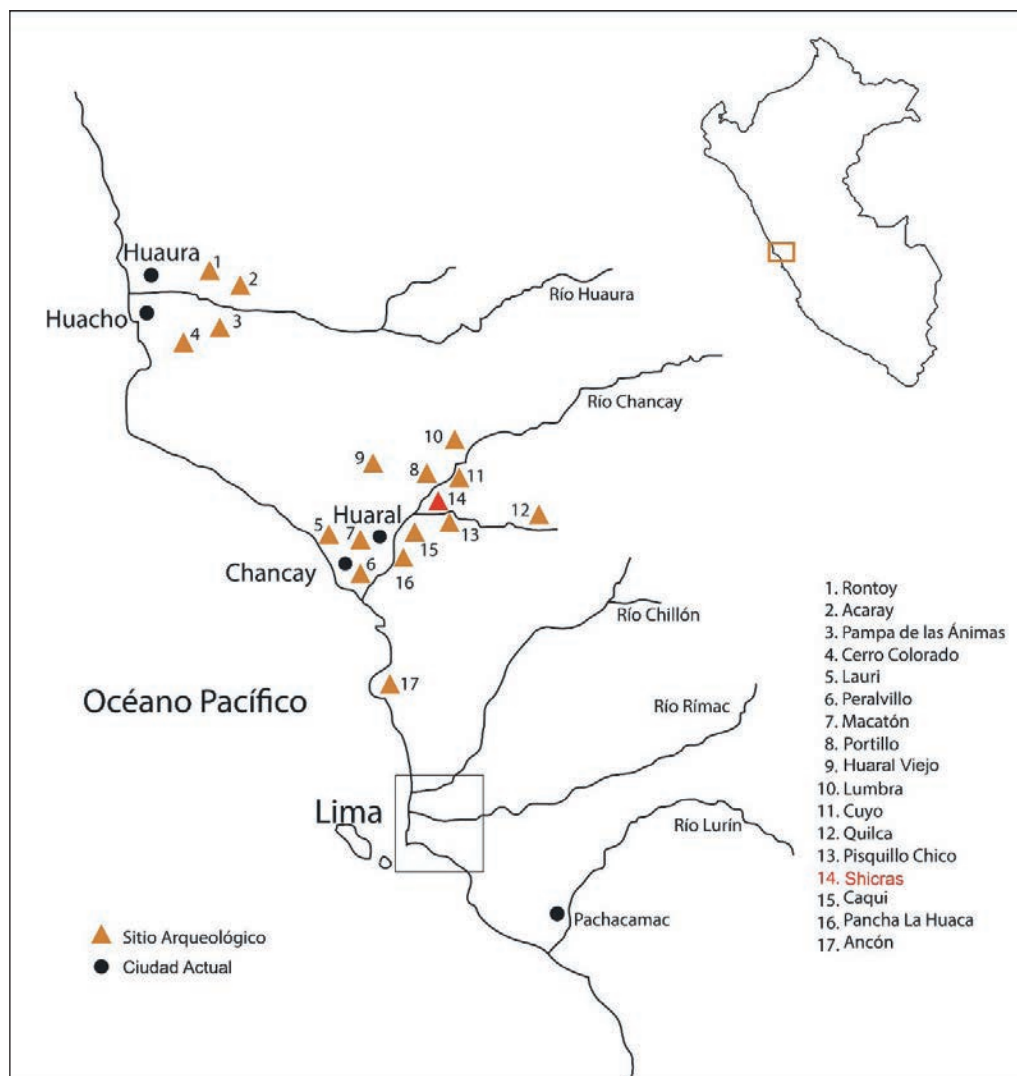 Huaura
1
2
Río Huaura
Huacho
3
4
Río Chancay
10
9
8
11
14
Huaral
12
5
7
13
15
Chancay
6
16
Río Chillón
17
Océano Pacífico
Río Rímac
Lima
Río Lurín
Pachacamac
Sitio Arqueológico
Ciudad Actual
1. Rontoy
2. Acaray
3. Pampa de las Ánimas
4. Cerro Colorado
5. Lauri
6. Peralvillo
7. Macatón
8. Portillo
9. Huaral Viejo
10. Lumbra
11. Cuyo
12. Quilca
13. Pisquillo Chico
14. Shicras
15. Caqui
16. Pancha La Huaca
17. Ancón